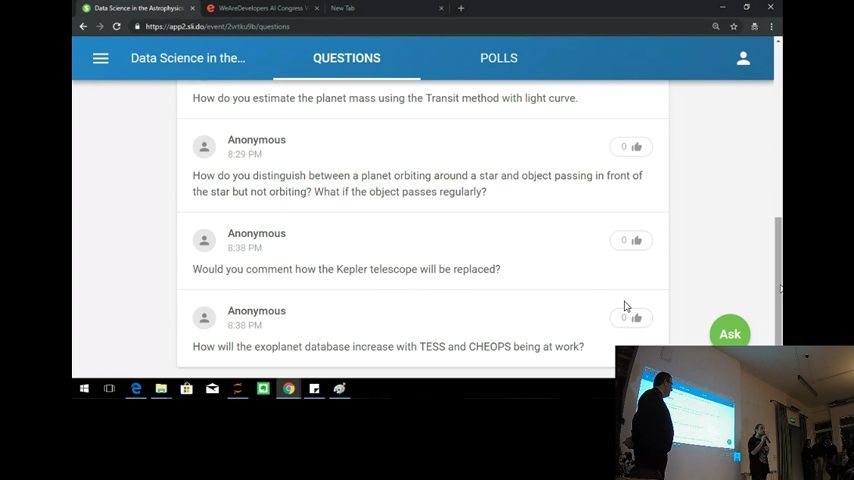 Data Science in the Astrophysics
WeAreDevelopers AI Congress V
New Tab
https://app2.sli.do/event/2vrtku9b/questions
Data Science in the...
QUESTIONS
POLLS
How do you estimate the planet mass using the Transit method with light curve.
Anonymous
8:29 PM
0
How do you distinguish between a planet orbiting around a star and object passing in front of
the star but not orbiting? What if the object passes regularly?
Anonymous
8:38 PM
0
Would you comment how the Kepler telescope will be replaced?
Anonymous
8:38 PM
0
How will the exoplanet database increase with TESS and CHEOPS being at work?
Ask